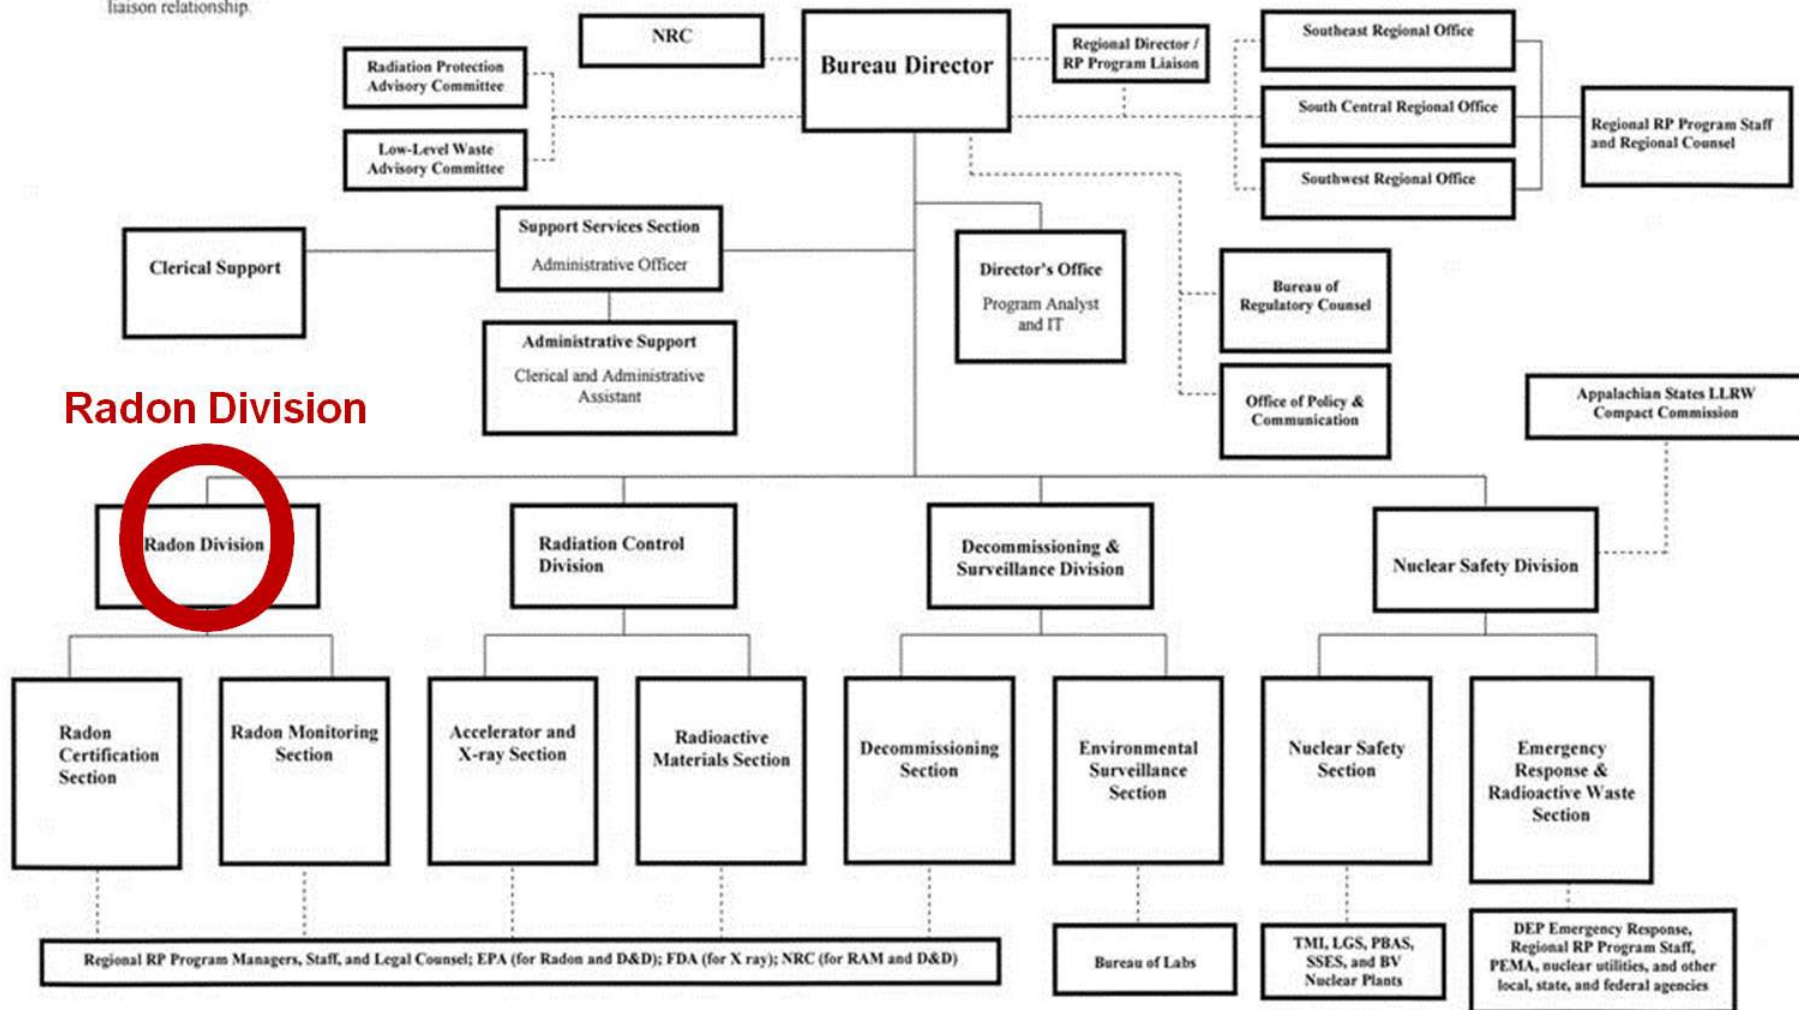 liaison relationship.
NRC
Bureau Director
Regional Director /
RP Program Liaison
Southeast Regional Office
South Central Regional Office
Southwest Regional Office
Regional RP Program Staff
and Regional Counsel
Radiation Protection
Advisory Committee
Low-Level Waste
Advisory Committee
Clerical Support
Support Services Section
Administrative Officer
Administrative Support
Clerical and Administrative
Assistant
Director's Office
Program Analyst
and IT
Bureau of
Regulatory Counsel
Office of Policy &
Communication
Appalachian States LLRW
Compact Commission
Radon Division
Radon Division
Radiation Control
Division
Decommissioning &
Surveillance Division
Nuclear Safety Division
Radon
Certification
Section
Radon Monitoring
Section
Accelerator and
X-ray Section
Radioactive
Materials Section
Decommissioning
Section
Environmental
Surveillance
Section
Nuclear Safety
Section
Emergency
Response &
Radioactive Waste
Section
Regional RP Program Managers, Staff, and Legal Counsel; EPA (for Radon and D&D); FDA (for X ray); NRC (for RAM and D&D)
Bureau of Labs
TMI, LGS, PBAS,
SSES, and BV
Nuclear Plants
DEP Emergency Response,
Regional RP Program Staff,
PEMA, nuclear utilities, and other
local, state, and federal agencies